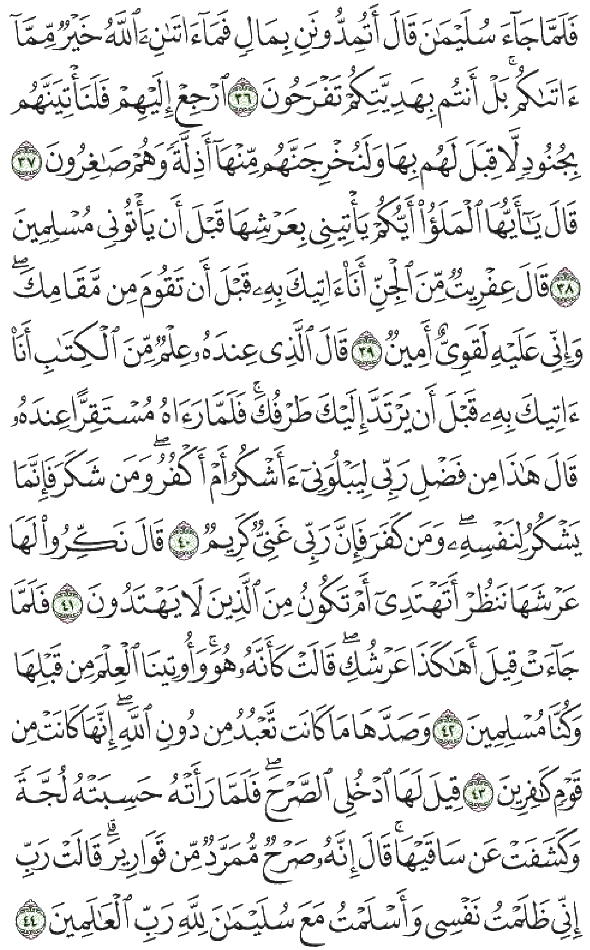 فَلَمَّا جَآءَ سُلَيْمَٰنَ قَالَ أَتُمِدُّونَنِ بِمَالٍ فَمَآ ءَاتَىٰنِۦَ ٱللَّهُ خَيْرٌ مِّمَّآ
ءَاتَىٰكُم ۚ بَلْ أَنتُم بِهَدِيَّتِكُمْ تَفْرَحُونَ ٣٦ ٱرْجِعْ إِلَيْهِمْ فَلَنَأْتِيَنَّهُم
بِجُنُودٍ لَّا قِبَلَ لَهُم بِهَا وَلَنُخْرِجَنَّهُم مِّنْهَآ أَذِلَّةً وَهُمْ صَٰغِرُونَ ٣٧
قَالَ يَٰٓأَيُّهَا ٱلْمَلَؤُا۟ أَيُّكُمْ يَأْتِينِى بِعَرْشِهَا قَبْلَ أَن يَأْتُونِى مُسْلِمِينَ
٣٨ قَالَ عِفْرِيتٌ مِّنَ ٱلْجِنِّ أَنَا۠ ءَاتِيكَ بِهِۦ قَبْلَ أَن تَقُومَ مِن مَّقَامِكَ ۖ
وَإِنِّى عَلَيْهِ لَقَوِىٌّ أَمِينٌ ٣٩ قَالَ ٱلَّذِى عِندَهُۥ عِلْمٌ مِّنَ ٱلْكِتَٰبِ أَنَا۠
ءَاتِيكَ بِهِۦ قَبْلَ أَن يَرْتَدَّ إِلَيْكَ طَرْفُكَ ۚ فَلَمَّا رَءَاهُ مُسْتَقِرًّا عِندَهُۥ
قَالَ هَٰذَا مِن فَضْلِ رَبِّى لِيَبْلُوَنِىٓ ءَأَشْكُرُ أَمْ أَكْفُرُ ۖ وَمَن شَكَرَ فَإِنَّمَا
يَشْكُرُ لِنَفْسِهِۦ ۖ وَمَن كَفَرَ فَإِنَّ رَبِّى غَنِىٌّ كَرِيمٌ ٤٠ قَالَ نَكِّرُوا۟ لَهَا
عَرْشَهَا نَنظُرْ أَتَهْتَدِىٓ أَمْ تَكُونُ مِنَ ٱلَّذِينَ لَا يَهْتَدُونَ ٤١ فَلَمَّا
جَآءَتْ قِيلَ أَهَٰكَذَا عَرْشُكِ ۖ قَالَتْ كَأَنَّهُۥ هُوَ ۚ وَأُوتِينَا ٱلْعِلْمَ مِن قَبْلِهَا
وَكُنَّا مُسْلِمِينَ ٤٢ وَصَدَّهَا مَا كَانَت تَّعْبُدُ مِن دُونِ ٱللَّهِ ۖ إِنَّهَا كَانَتْ مِن
قَوْمٍ كَٰفِرِينَ ٤٣ قِيلَ لَهَا ٱدْخُلِى ٱلصَّرْحَ ۖ فَلَمَّا رَأَتْهُ حَسِبَتْهُ لُجَّةً
وَكَشَفَتْ عَن سَاقَيْهَا ۚ قَالَ إِنَّهُۥ صَرْحٌ مُّمَرَّدٌ مِّن قَوَارِيرَ ۗ قَالَتْ رَبِّ
إِنِّى ظَلَمْتُ نَفْسِى وَأَسْلَمْتُ مَعَ سُلَيْمَٰنَ لِلَّهِ رَبِّ ٱلْعَٰلَمِينَ ٤٤